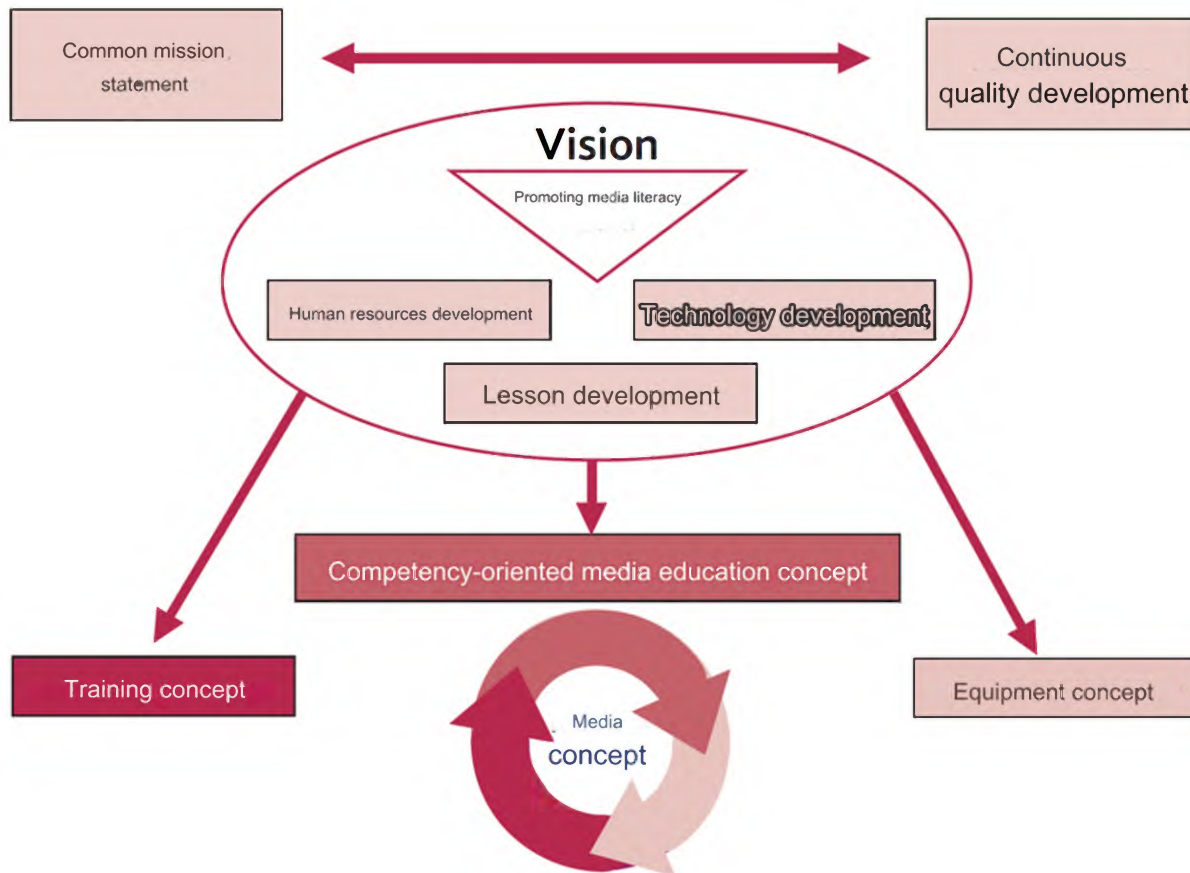 Common mission
statement
Continuous
quality development
Vision
Promoting media literacy
Human resources development
Technology development
Lesson development
Competency-oriented media education concept
Training concept
Equipment concept
Media
concept